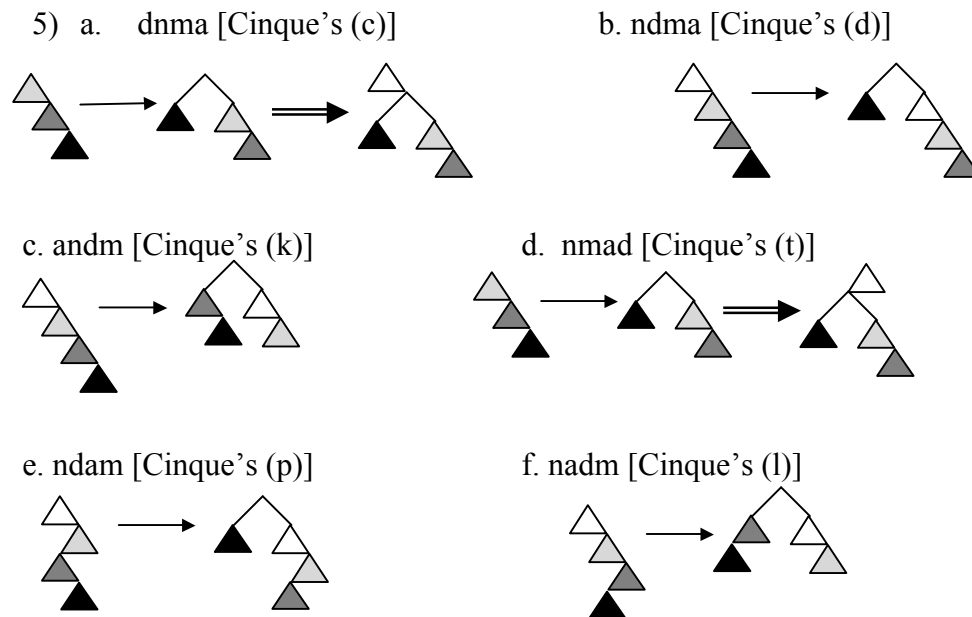 5) a. dnma [Cinque's (c)] b. ndma [Cinque's (d)]
c. andm [Cinque's (k)] d. nmad [Cinque's (t)]
e. ndam [Cinque's (p)] f. nadm [Cinque's (l)]